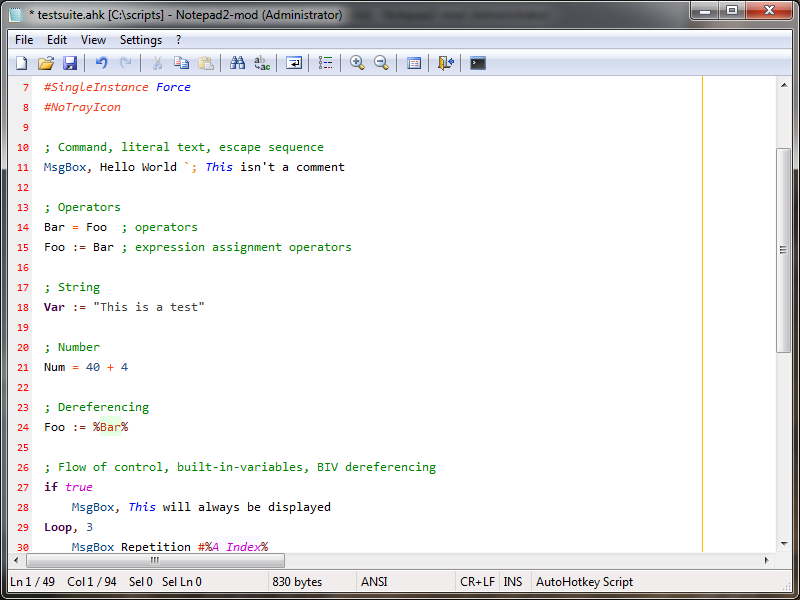 * testsuite.ahk [C:\scripts] - Notepad2-mod (Administrator)
File Edit View Settings ?
7 #SingleInstance Force
8 #NoTrayIcon
9
10 ; Command, literal text, escape sequence
11 MsgBox, Hello World `; This isn't a comment
12
13 ; Operators
14 Bar = Foo  ; operators
15 Foo := Bar ; expression assignment operators
16
17 ; String
18 Var := "This is a test"
19
20 ; Number
21 Num = 40 + 4
22
23 ; Dereferencing
24 Foo := %Bar%
25
26 ; Flow of control, built-in-variables, BIV dereferencing
27 if true
28     MsgBox, This will always be displayed
29 Loop, 3
30     MsgBox Repetition #%A_Index%
Ln 1 / 49 Col 1 / 94 Sel 0 Sel Ln 0 830 bytes ANSI CR+LF INS AutoHotkey Script